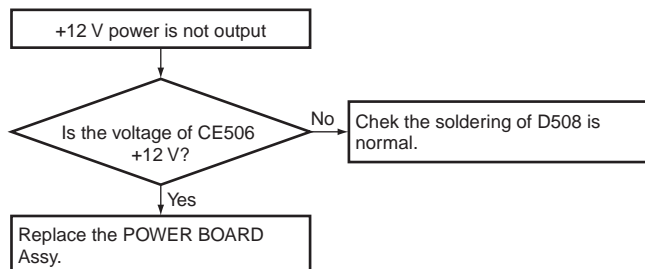 +12 V power is not output
Is the voltage of CE506
+12 V?
No
Chek the soldering of D508 is
normal.
Yes
Replace the POWER BOARD
Assy.